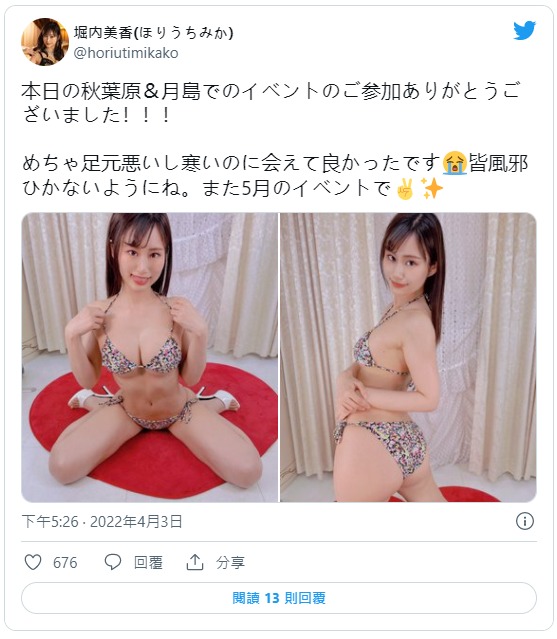 堀内美香(ほりうちみか)
@horiutimikako
本日の秋葉原＆月島でのイベントのご参加ありがとうご
ざいました！！！
めちゃ足元悪いし寒いのに会えて良かったです😭皆風邪
ひかないようにね。また5月のイベントで✌✨
下午5:26 · 2022年4月3日
676 回覆 分享
閱讀 13 則回覆